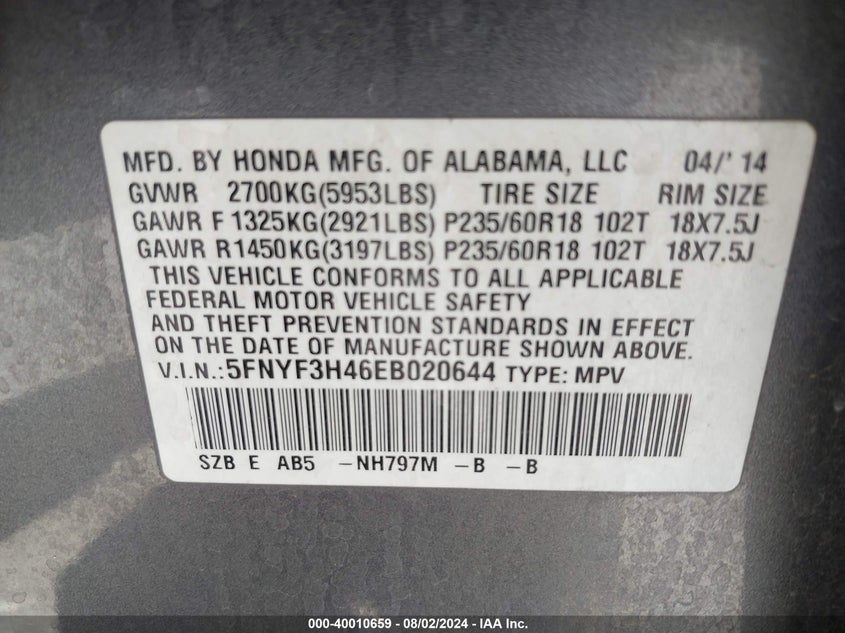 MFD. BY HONDA MFG. OF ALABAMA, LLC 04/' 14
GVWR 2700KG(5953LBS) TIRE SIZE RIM SIZE
GAWR F 1325KG(2921LBS) P235/60R18 102T 18X7.5J
GAWR R1450KG(3197LBS) P235/60R18 102T 18X7.5J
THIS VEHICLE CONFORMS TO ALL APPLICABLE
FEDERAL MOTOR VEHICLE SAFETY
AND THEFT PREVENTION STANDARDS IN EFFECT
ON THE DATE OF MANUFACTURE SHOWN ABOVE.
V.I.N.:5FNYF3H46EB020644 TYPE: MPV
SZB E AB5 -NH797M -B -B
000-40010659 - 08/02/2024 - IAA Inc.